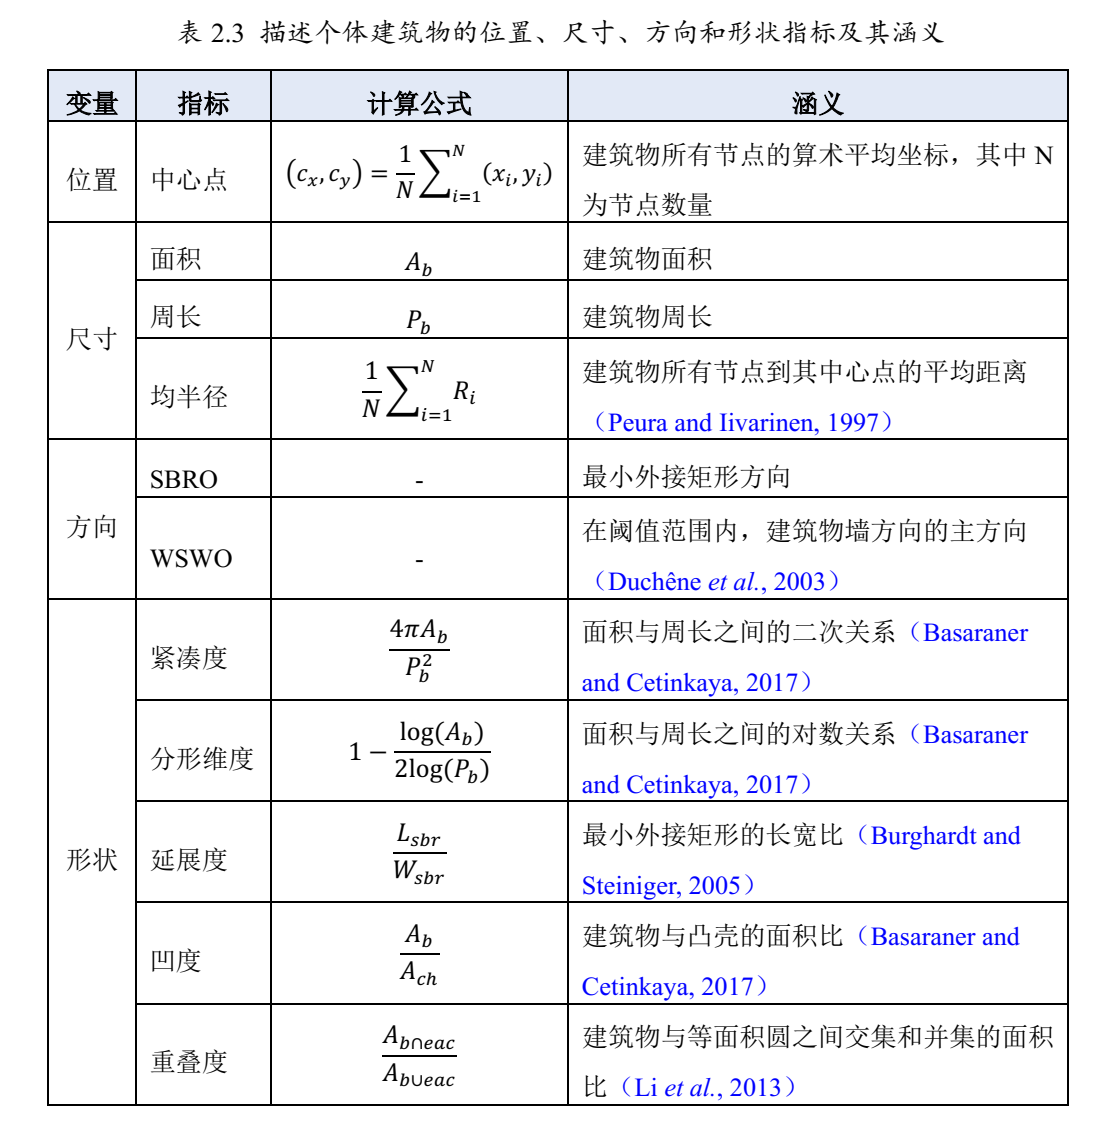 表 2.3 描述个体建筑物的位置、尺寸、方向和形状指标及其涵义
变量 指标 计算公式 涵义
位置 中心点 (c_x, c_y) = \frac{1}{N}\sum_{i=1}^{N}(x_i, y_i) 建筑物所有节点的算术平均坐标，其中 N
为节点数量
尺寸 面积 A_b 建筑物面积
周长 P_b 建筑物周长
均半径 \frac{1}{N}\sum_{i=1}^{N}R_i 建筑物所有节点到其中心点的平均距离
（Peura and Iivarinen, 1997）
方向 SBRO - 最小外接矩形方向
WSWO - 在阈值范围内，建筑物墙方向的主方向
（Duchêne et al., 2003）
形状 紧凑度 \frac{4πA_b}{P_b^2} 面积与周长之间的二次关系（Basaraner
and Cetinkaya, 2017）
分形维度 1 − \frac{log(A_b)}{2log(P_b)} 面积与周长之间的对数关系（Basaraner
and Cetinkaya, 2017）
延展度 \frac{L_{sbr}}{W_{sbr}} 最小外接矩形的长宽比（Burghardt and
Steiniger, 2005）
凹度 \frac{A_b}{A_{ch}} 建筑物与凸壳的面积比（Basaraner and
Cetinkaya, 2017）
重叠度 \frac{A_{b∩eac}}{A_{b∪eac}} 建筑物与等面积圆之间交集和并集的面积
比（Li et al., 2013）